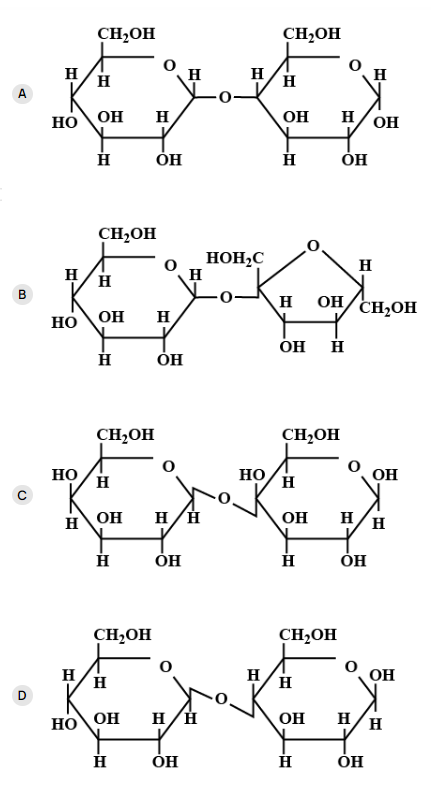 CH₂OH CH₂OH
H O H H O H
A H O H
HO OH H OH H OH
H OH H OH
CH₂OH
HOH₂C O
H O H H
B H O H OH CH₂OH
HO OH H
OH H
H OH
CH₂OH CH₂OH
HO O HO O OH
C H O H
H OH H H OH H H
H OH H OH
CH₂OH CH₂OH
H O H O OH
D H O H
HO OH H H OH H H
H OH H OH